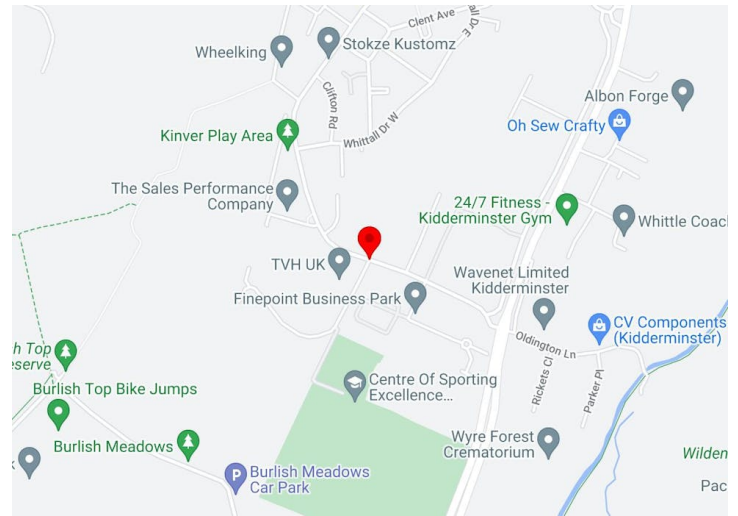 Clent Ave
all Dr E
Stokze Kustomz
Wheelking
Albon Forge
Clifton Rd
Oh Sew Crafty
Kinver Play Area
Whittall Dr W
The Sales Performance
Company
24/7 Fitness -
Kidderminster Gym
Whittle Coacl
TVH UK
Wavenet Limited
Kidderminster
Finepoint Business Park
CV Components
(Kidderminster)
Oldington Ln
h Top
eserve
Rickets Cl
Parker Pl
Centre Of Sporting
Excellence...
Burlish Top Bike Jumps
Burlish Meadows
Wyre Forest
Crematorium
Wilden
k
Burlish Meadows
Car Park
P
Pac